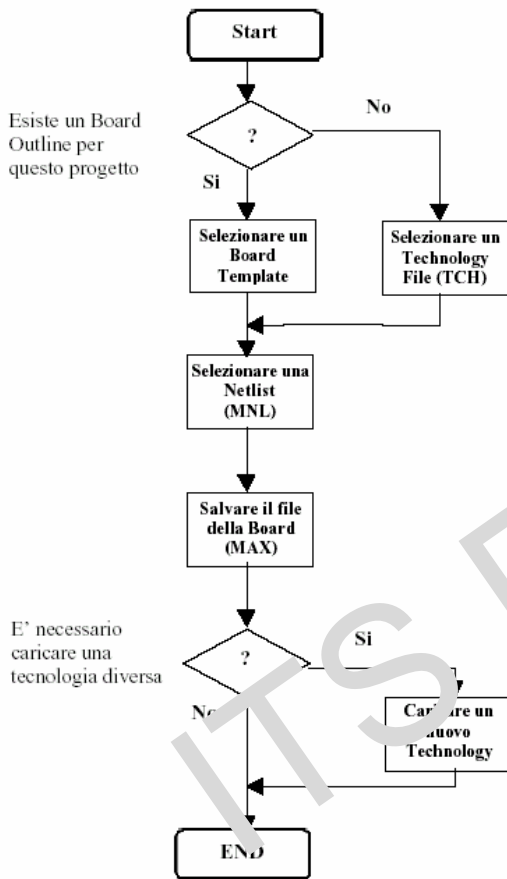 Start
Esiste un Board
Outline per
questo progetto
?
No
Si
Selezionare un
Board
Template
Selezionare un
Technology
File (TCH)
Selezionare una
Netlist
(MNL)
Salvare il file
della Board
(MAX)
E' necessario
caricare una
tecnologia diversa
?
Si
No
Caricare un
nuovo
Technology
END
ITS